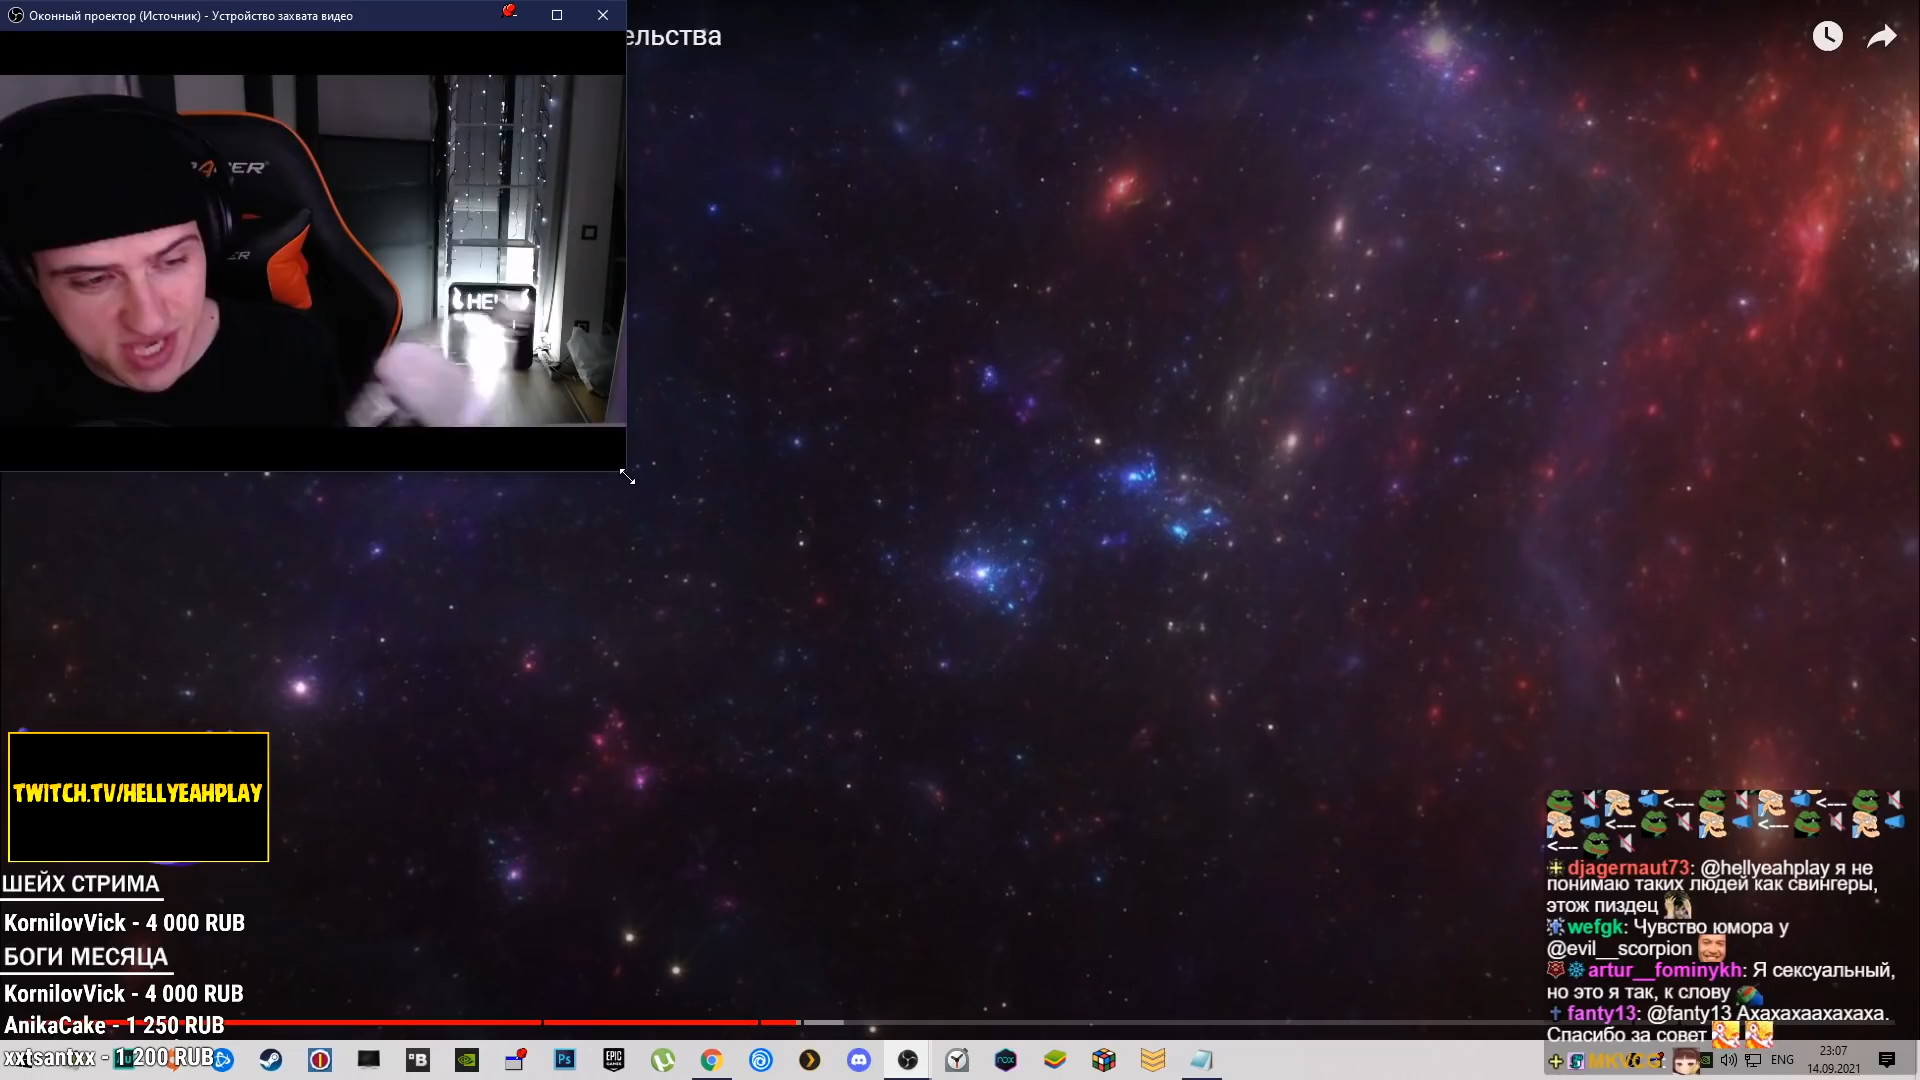 Оконный проектор (Источник) - Устройство захвата видео
ельства
HE
TWITCH.TV/HELLYEAHPLAY
ШЕЙХ СТРИМА
KornilovVick - 4 000 RUB
БОГИ МЕСЯЦА
KornilovVick - 4 000 RUB
AnikaCake - 1 250 RUB
xxtsantxx - 1 200 RUB
<--- <---
<--- <---
<---
djagernaut73: @hellyeahplay я не
понимаю таких людей как свингеры,
этож пиздец
wefgk: Чувство юмора у
@evil__scorpion
artur__fominykh: Я сексуальный,
но это я так, к слову
fanty13: @fanty13 Ахахахаахахаха.
Спасибо за совет
ENG
23:07
14.09.2021